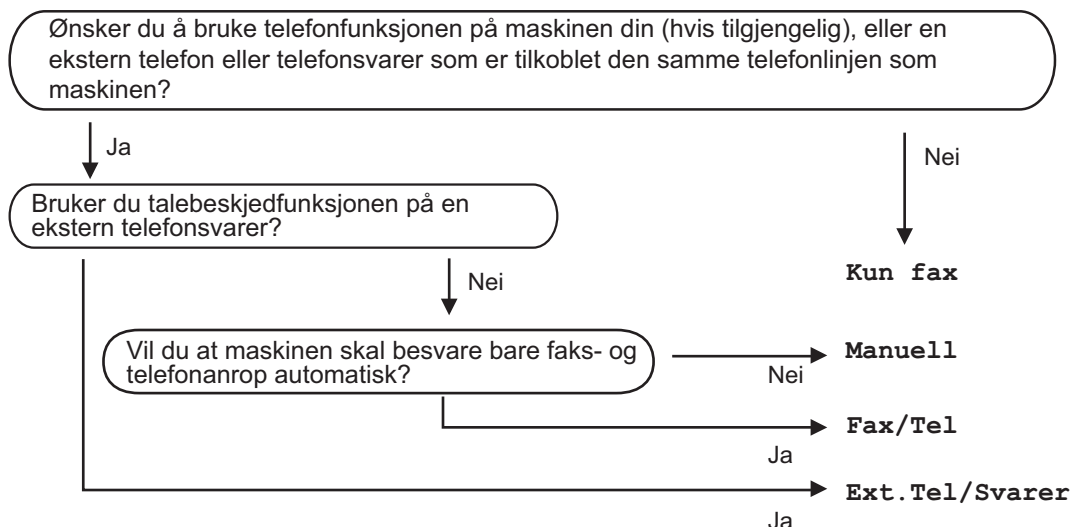 Ønsker du å bruke telefonfunksjonen på maskinen din (hvis tilgjengelig), eller en
ekstern telefon eller telefonsvarer som er tilkoblet den samme telefonlinjen som
maskinen?
Ja
Nei
Bruker du talebeskjedfunksjonen på en
ekstern telefonsvarer?
Kun fax
Nei
Vil du at maskinen skal besvare bare faks- og
telefonanrop automatisk?
Manuell
Nei
Fax/Tel
Ja
Ext.Tel/Svarer
Ja